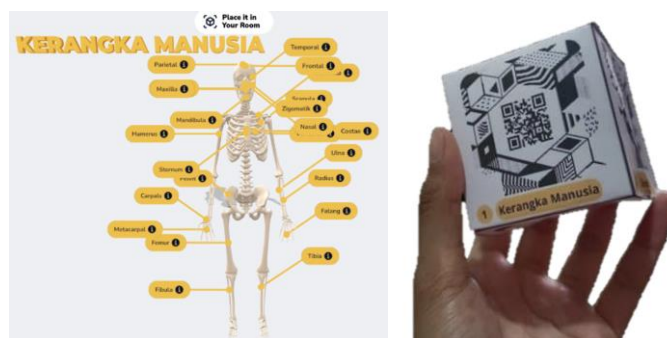 Place it in
Your Room
KERANGKA MANUSIA
Temporal
Parietal
Frontal
Maxilla
Zigomatik
Mandibula
Nasal
Costae
Humerus
Ulna
Sternum
Radius
Carpals
Falang
Metacarpal
Femur
Tibia
Fibula
1 Kerangka Manusia